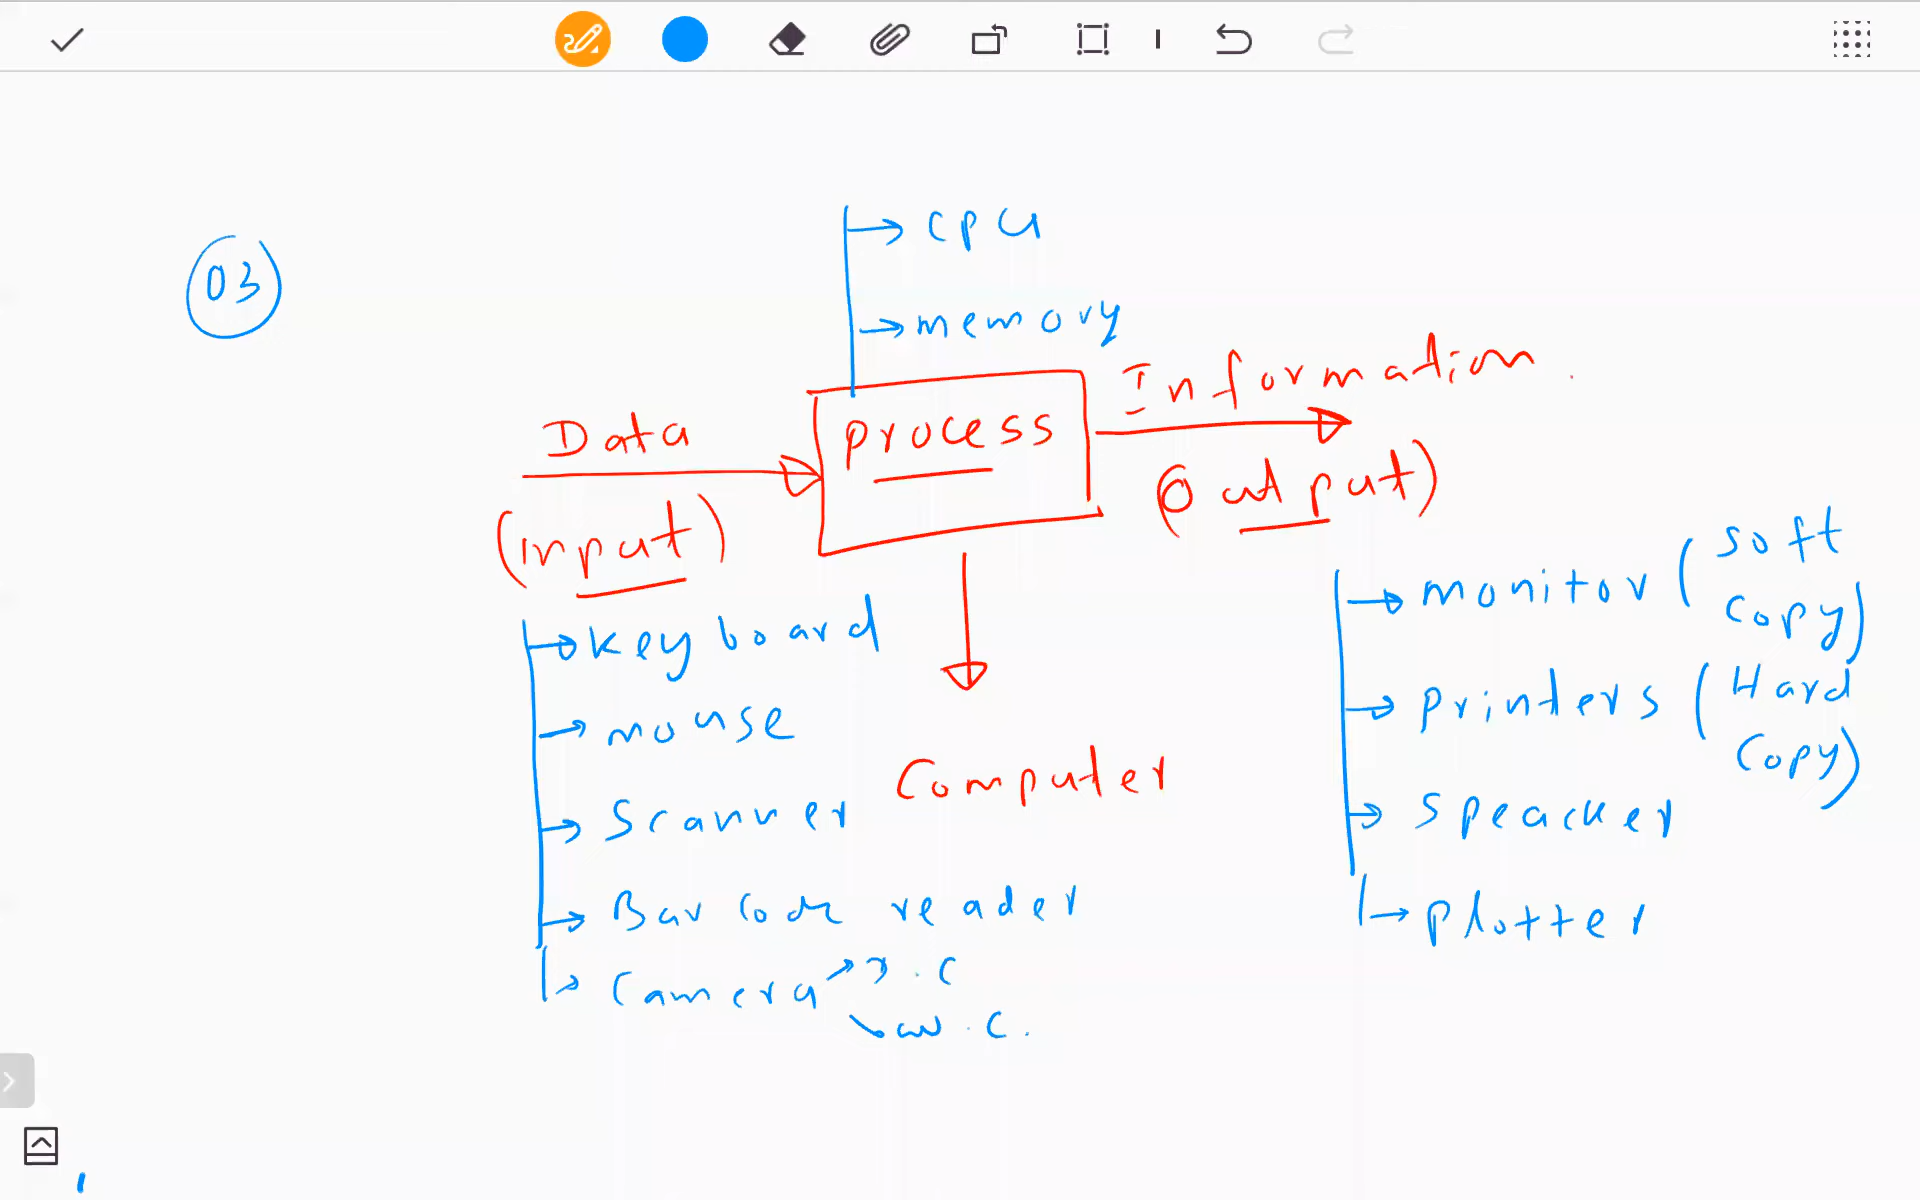 03
→ CPU
→ memory
Data
(input)
process
Information.
(Output)
Computer
→ Keyboard
→ mouse
→ Scanner
→ Bar code reader
→ Camera
w.c.
→ monitor (soft copy)
→ printers (Hard copy)
→ speacker
→ plotter